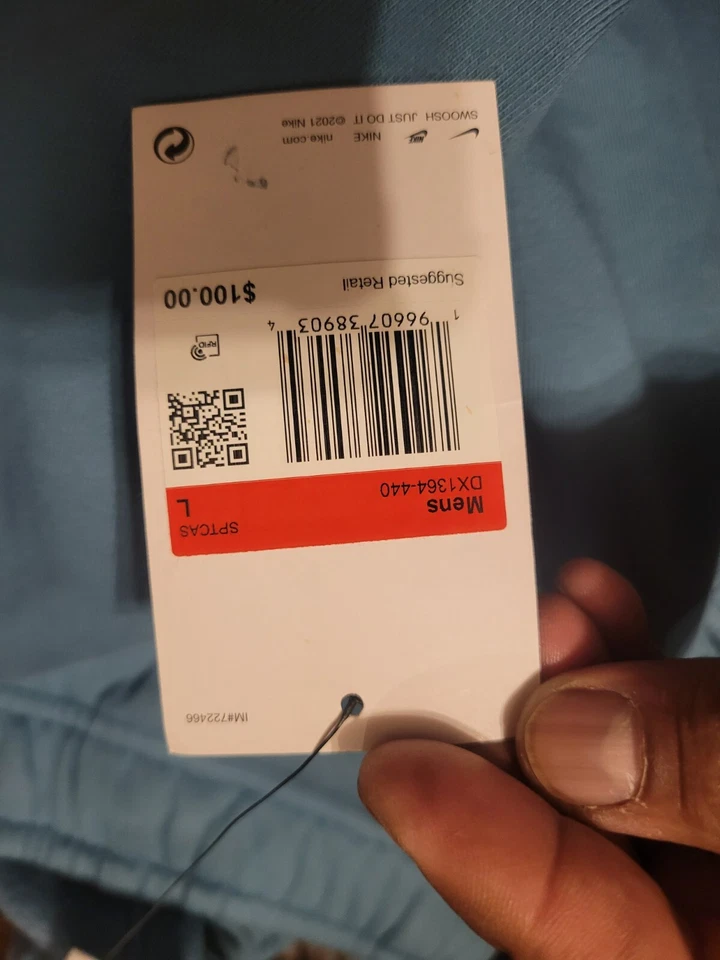 IM#722466
SPTCAS
Mens L
DX1364-440
RFID
1 96607 38903 4
Suggested Retail $100.00
NIKE nike.com
SWOOSH JUST DO IT ©2021 Nike